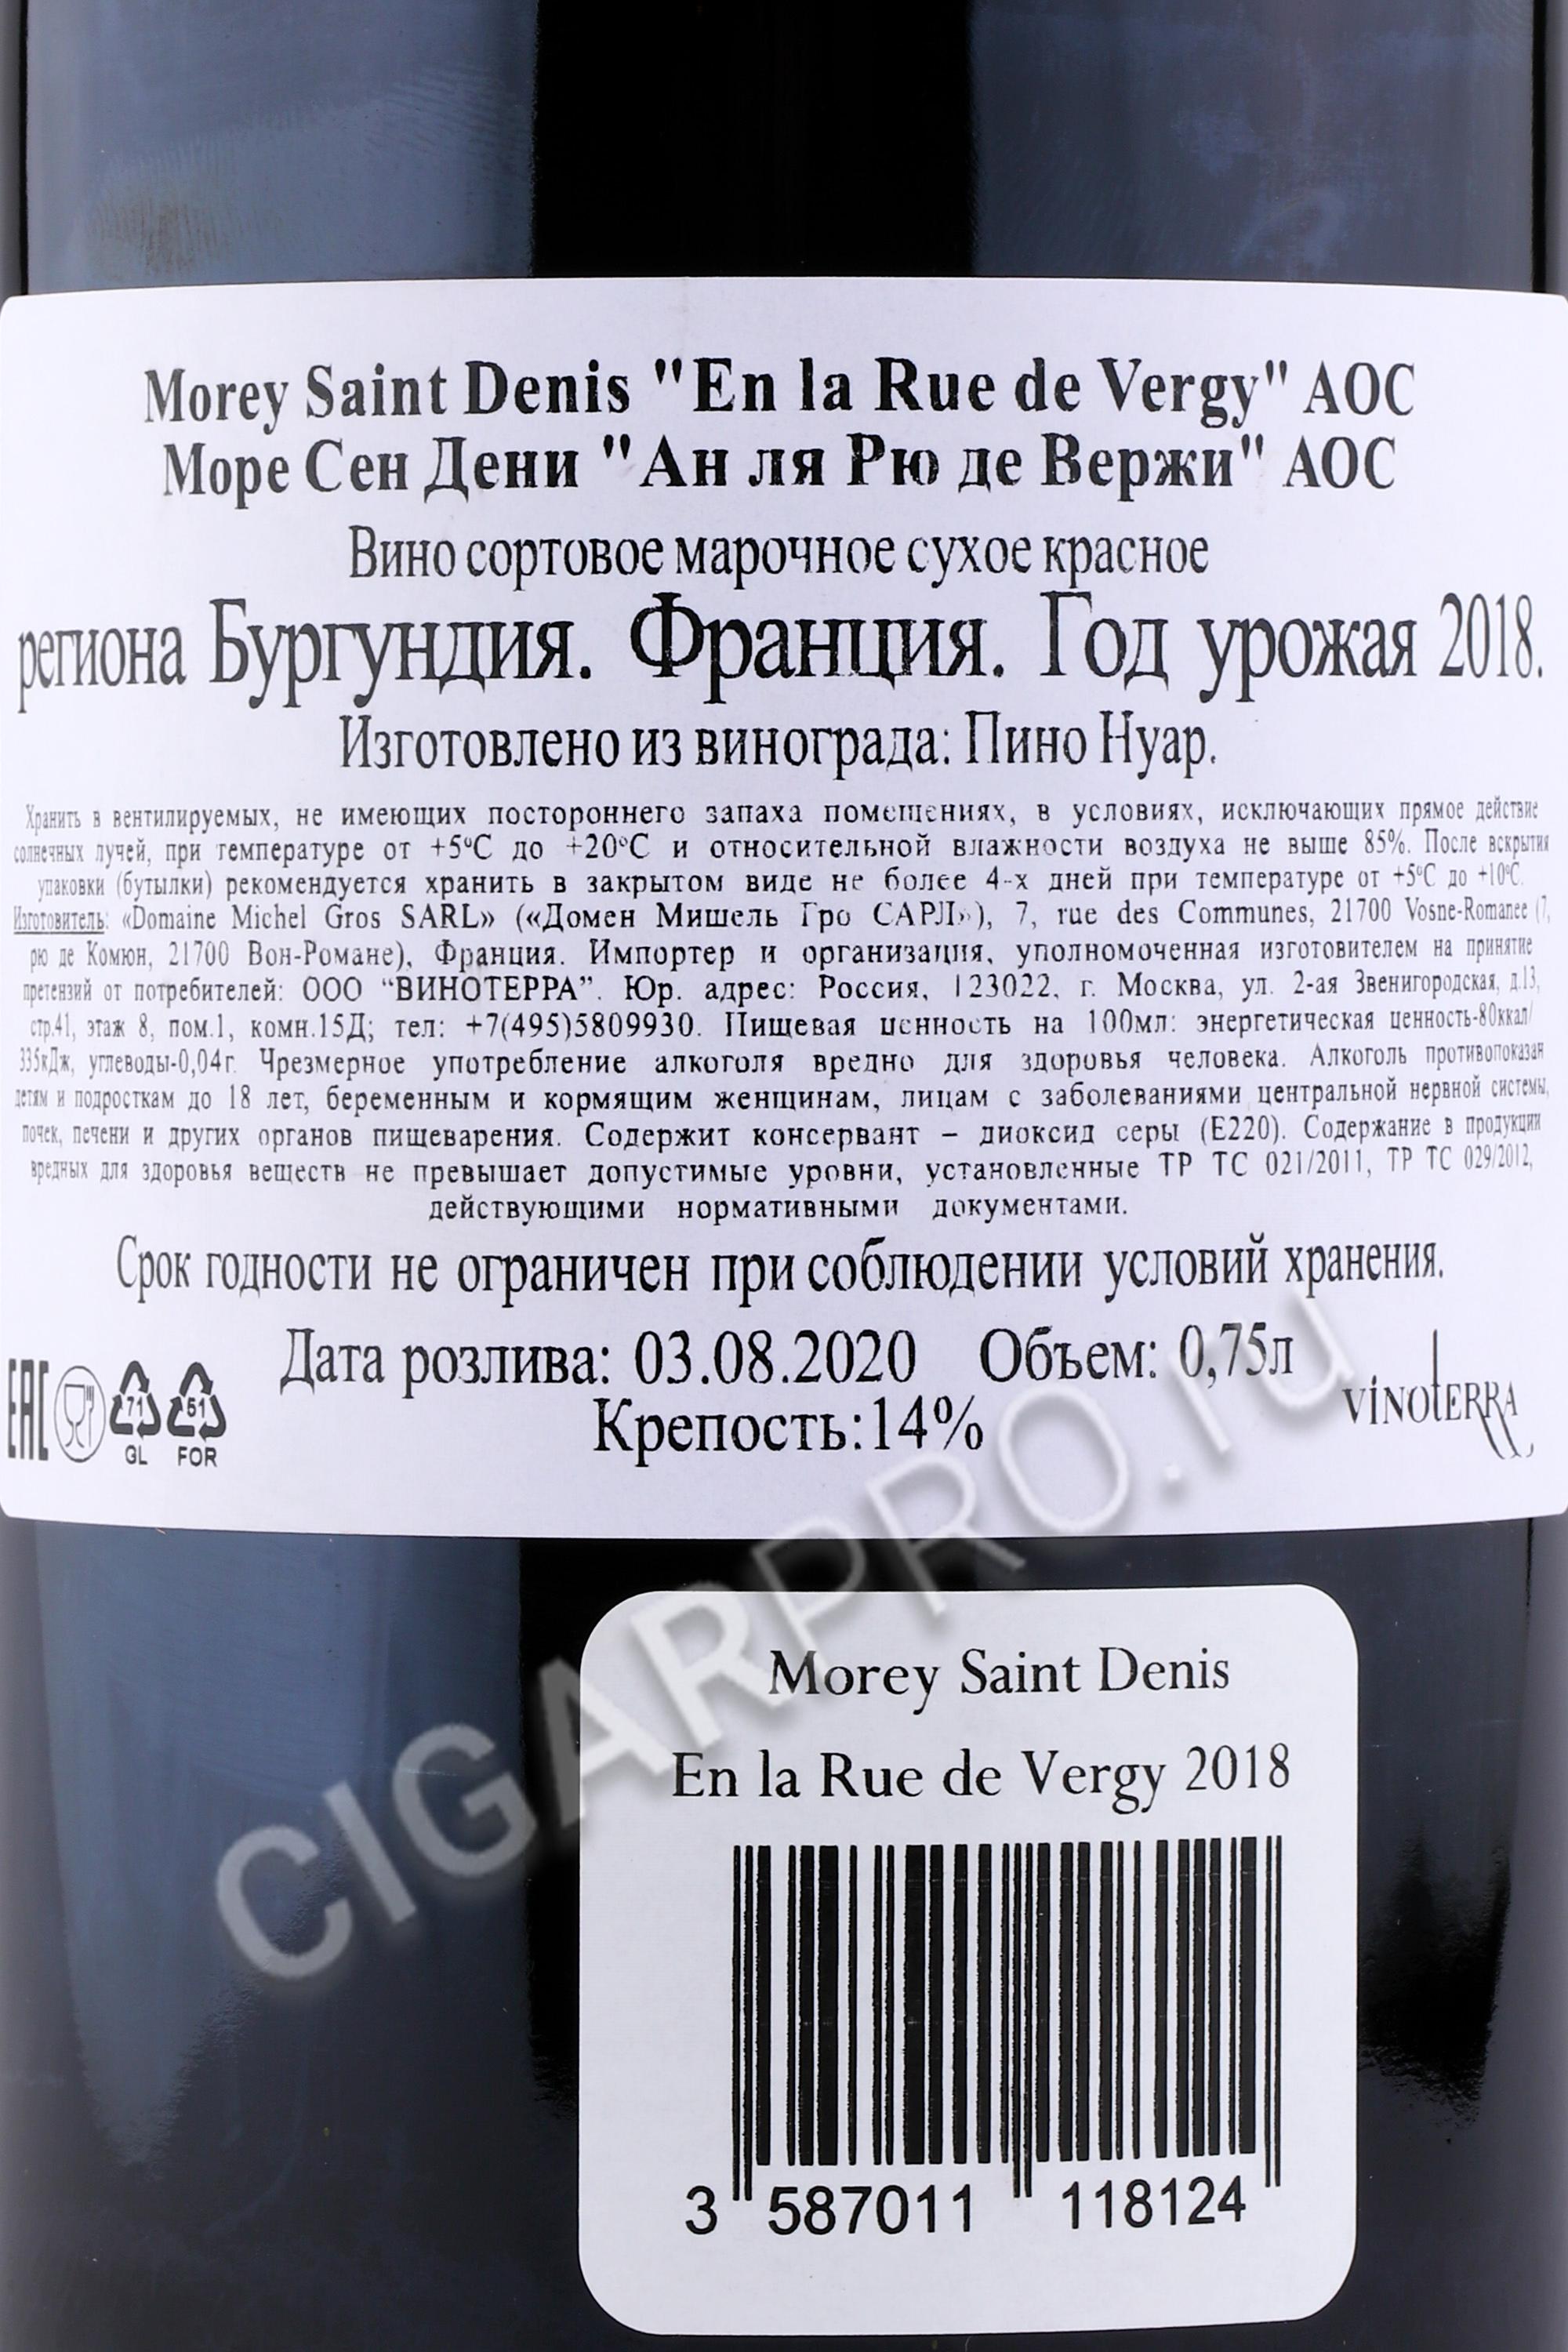 Morey Saint Denis "En la Rue de Vergy" AOC
Море Сен Дени "Ан ля Рю де Вержи" АОС
Вино сортовое марочное сухое красное
региона Бургундия. Франция. Год урожая 2018.
Изготовлено из винограда: Пино Нуар.
Хранить в вентилируемых, не имеющих постороннего запаха помещениях, в условиях, исключающих прямое действие
солнечных лучей, при температуре от +5°С до +20°С и относительной влажности воздуха не выше 85%. После вскрытия
упаковки (бутылки) рекомендуется хранить в закрытом виде не более 4-х дней при температуре от +5°С до +10°С.
Изготовитель: «Domaine Michel Gros SARL» («Домен Мишель Гро САРЛ»), 7, rue des Communes, 21700 Vosne-Romanee (7,
рю де Комюн, 21700 Вон-Романе), Франция. Импортер и организация, уполномоченная изготовителем на принятие
претензий от потребителей: ООО “ВИНОТЕРРА”. Юр. адрес: Россия, 123022, г. Москва, ул. 2-ая Звенигородская, д.13,
стр.41, этаж 8, пом.1, комн.15Д; тел: +7(495)5809930. Пищевая ценность на 100мл: энергетическая ценность-80ккал/
335кДж, углеводы-0,04г. Чрезмерное употребление алкоголя вредно для здоровья человека. Алкоголь противопоказан
детям и подросткам до 18 лет, беременным и кормящим женщинам, лицам с заболеваниями центральной нервной системы,
почек, печени и других органов пищеварения. Содержит консервант – диоксид серы (Е220). Содержание в продукции
вредных для здоровья веществ не превышает допустимые уровни, установленные ТР ТС 021/2011, ТР ТС 029/2012,
действующими нормативными документами.
Срок годности не ограничен при соблюдении условий хранения.
Дата розлива: 03.08.2020 Объем: 0,75л
Крепость:14%
EAC
71
GL
51
FOR
VINOTERRA
CIGARPRO.ru
Morey Saint Denis
En la Rue de Vergy 2018
3 587011 118124